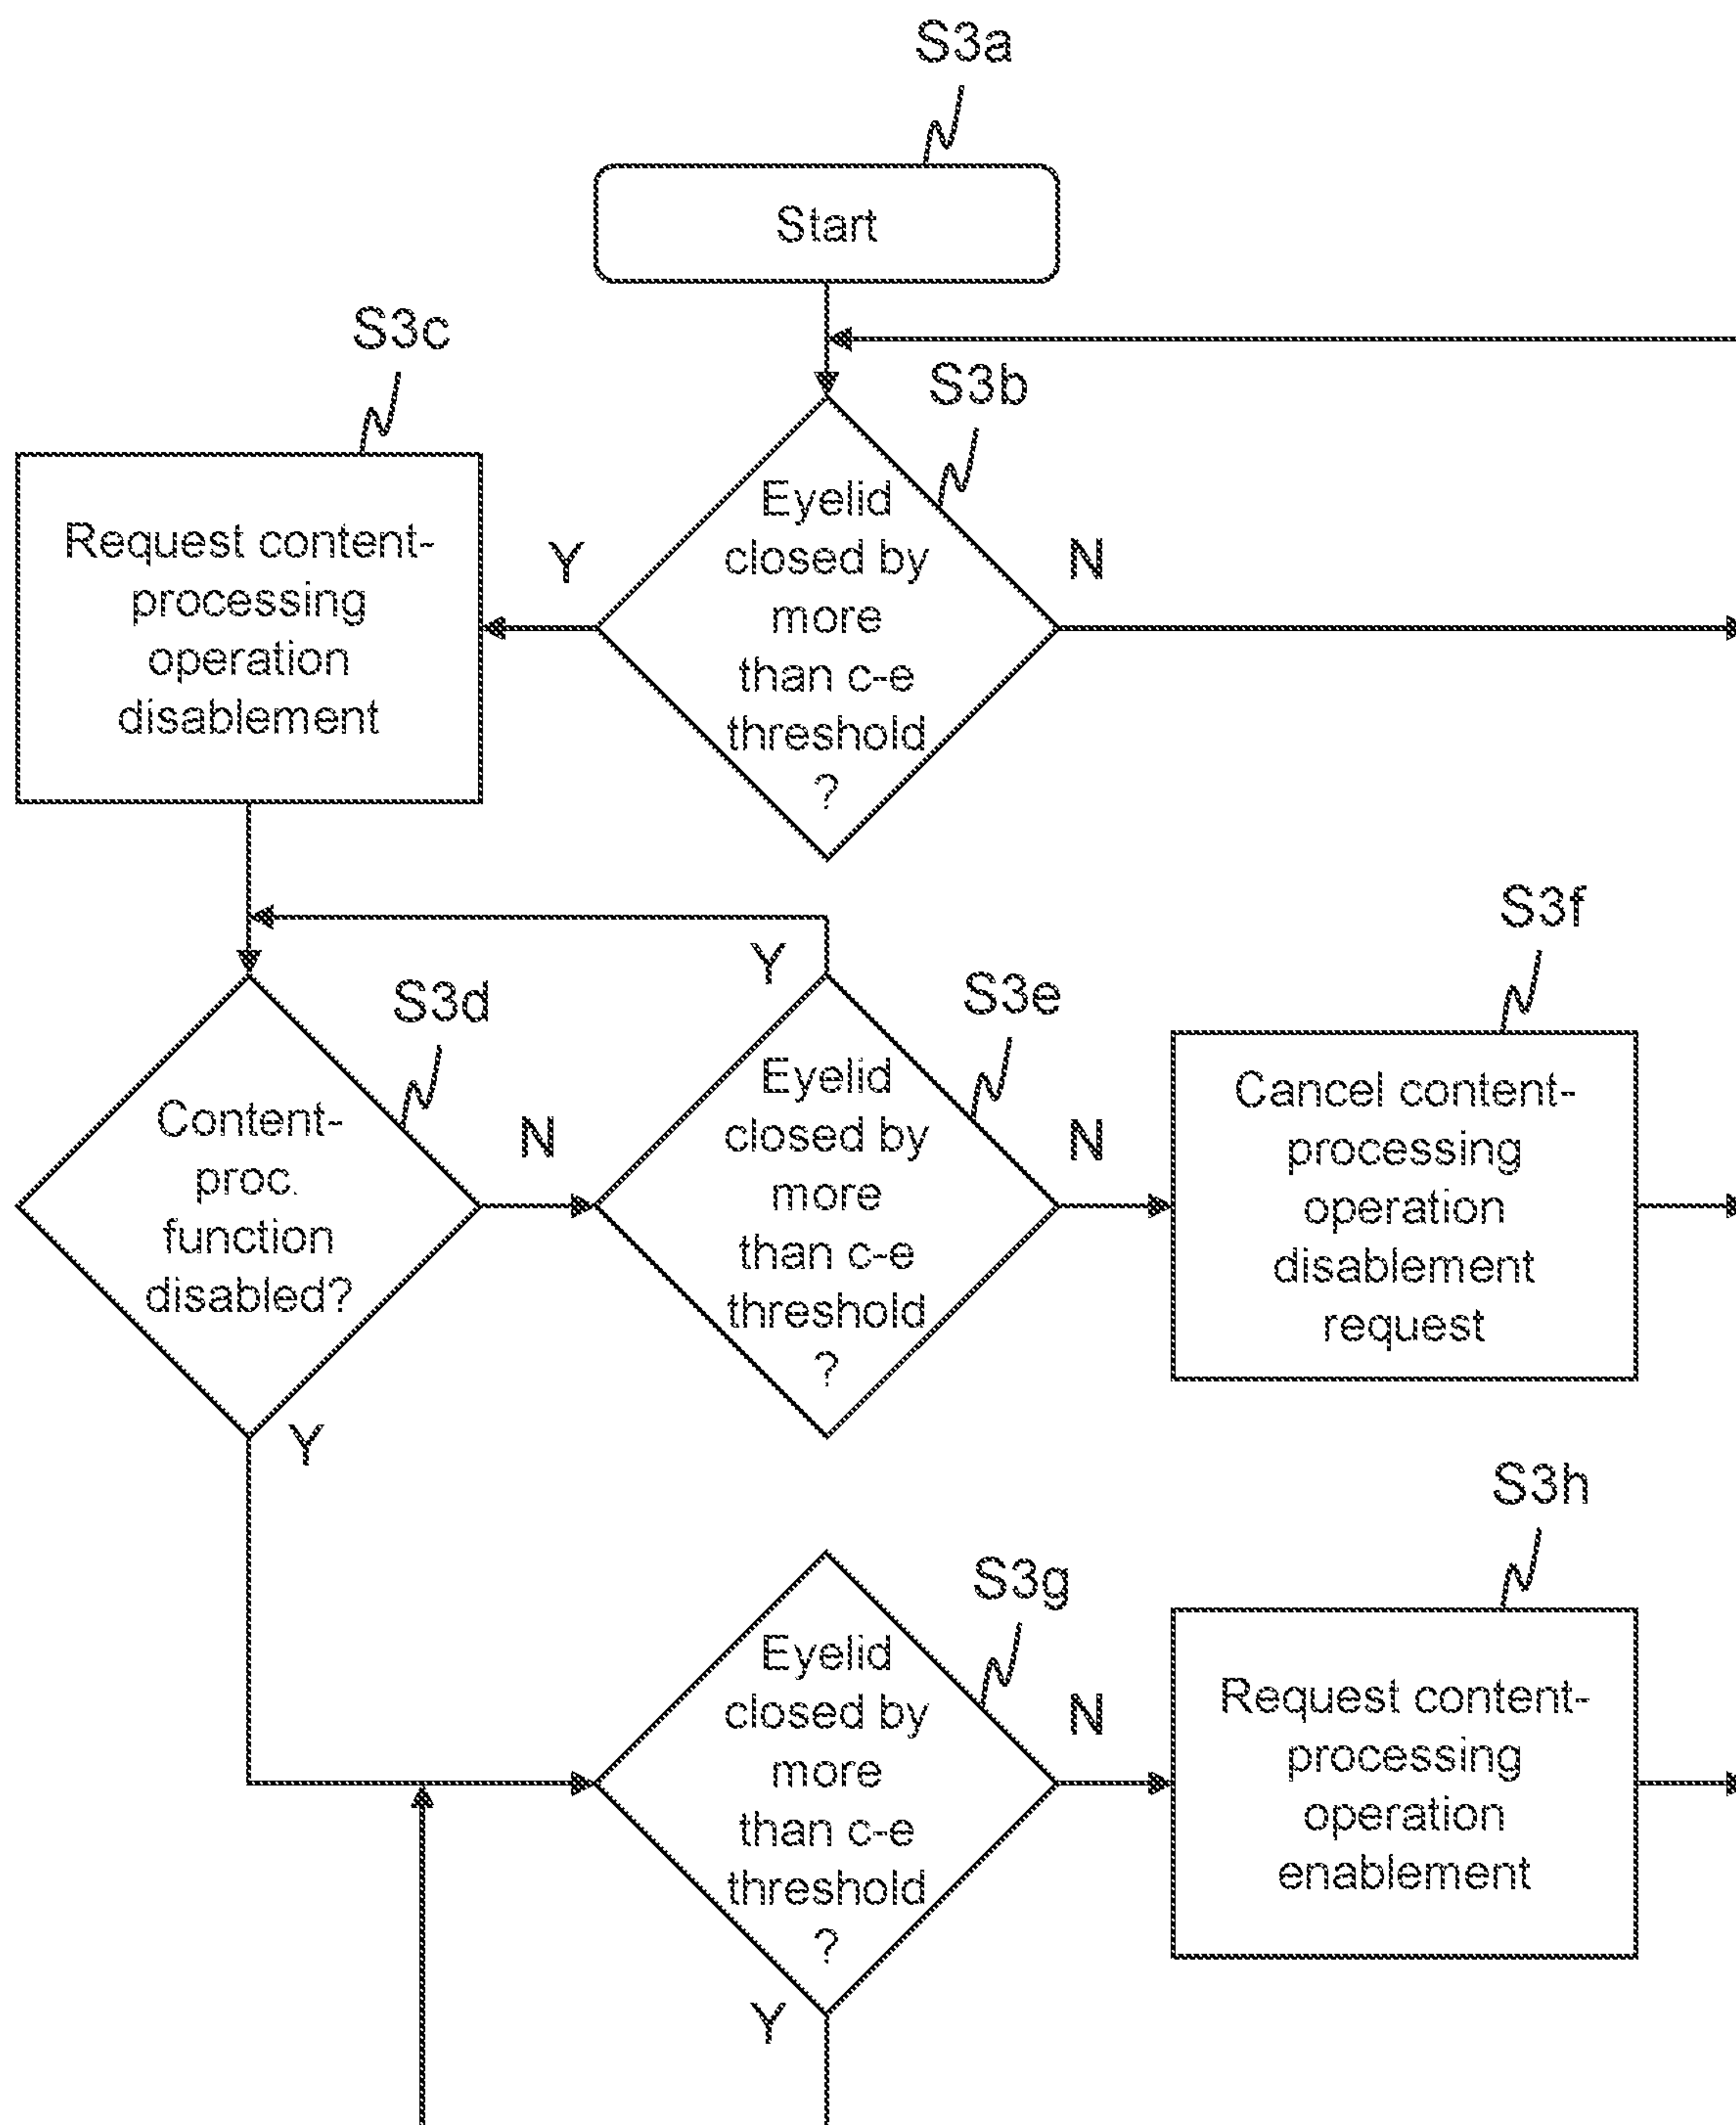 S3a
Start
S3c
S3b
Request content-
processing
operation
disablement
Y
Eyelid
closed by
more
than c-e
threshold
?
N
S3f
Y
S3d
S3e
Content-
proc.
function
disabled?
N
Eyelid
closed by
more
than c-e
threshold
?
N
Cancel content-
processing
operation
disablement
request
Y
S3h
S3g
Eyelid
closed by
more
than c-e
threshold
?
N
Request content-
processing
operation
enablement
Y